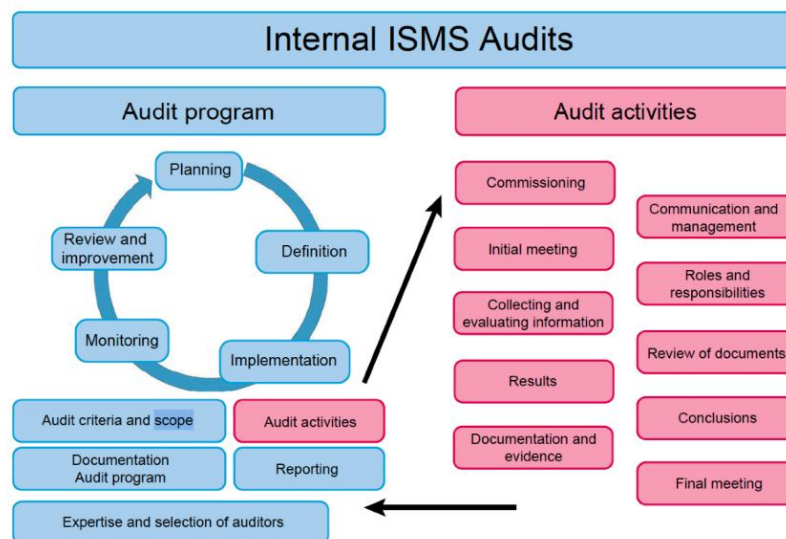 Internal ISMS Audits
Audit program
Planning
Definition
Implementation
Monitoring
Review and
improvement
Audit criteria and scope
Audit activities
Documentation
Audit program
Reporting
Expertise and selection of auditors
Audit activities
Commissioning
Communication and
management
Initial meeting
Roles and
responsibilities
Collecting and
evaluating information
Review of documents
Results
Conclusions
Documentation and
evidence
Final meeting